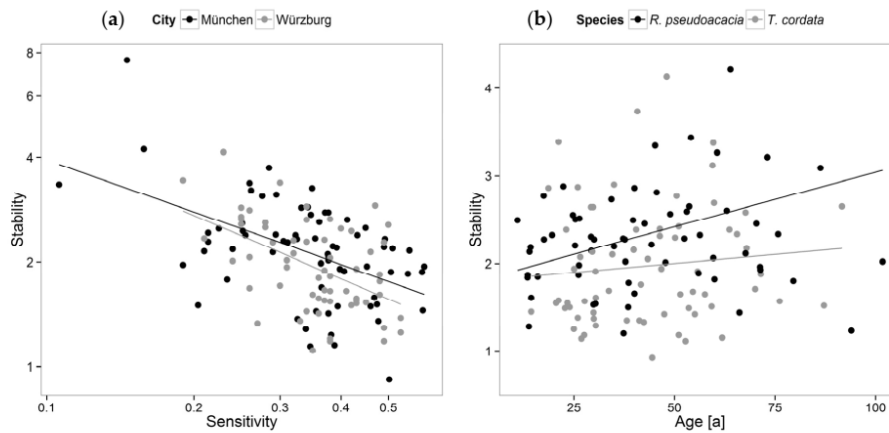 (a) City München Würzburg
(b) Species R. pseudoacacia T. cordata
Stability
8
6
4
2
1
0.1 0.2 0.3 0.4 0.5
Sensitivity
Stability
4
3
2
1
25 50 75 100
Age [a]